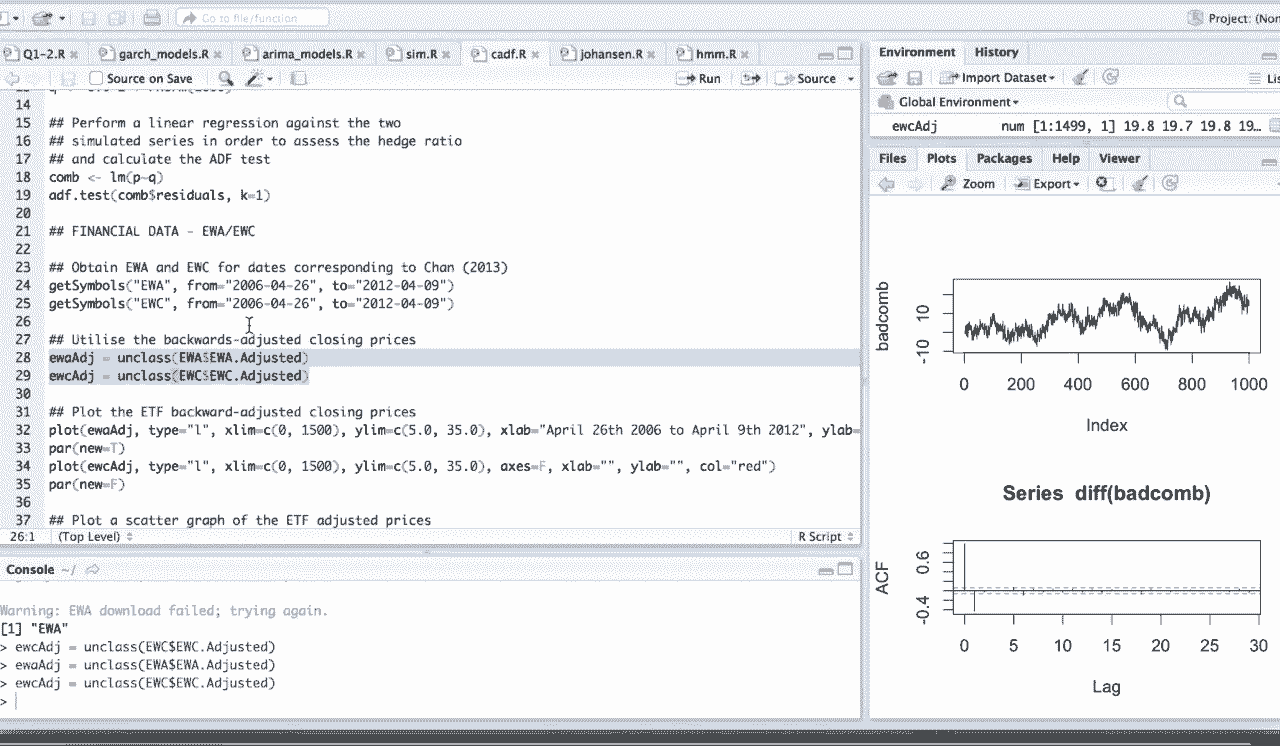 Go to file/function
Project: (Non
Q1-2.R garch_models.R arima_models.R sim.R cadf.R johansen.R hmm.R
Source on Save Run Source
14
15 ## Perform a linear regression against the two
16 ## simulated series in order to assess the hedge ratio
17 ## and calculate the ADF test
18 comb <- lm(p~q)
19 adf.test(comb$residuals, k=1)
20
21 ## FINANCIAL DATA - EWA/EWC
22
23 ## Obtain EWA and EWC for dates corresponding to Chan (2013)
24 getSymbols("EWA", from="2006-04-26", to="2012-04-09")
25 getSymbols("EWC", from="2006-04-26", to="2012-04-09")
26
27 ## Utilise the backwards-adjusted closing prices
28 ewaAdj = unclass(EWA$EWA.Adjusted)
29 ewcAdj = unclass(EWC$EWC.Adjusted)
30
31 ## Plot the ETF backward-adjusted closing prices
32 plot(ewaAdj, type="l", xlim=c(0, 1500), ylim=c(5.0, 35.0), xlab="April 26th 2006 to April 9th 2012", ylab=
33 par(new=T)
34 plot(ewcAdj, type="l", xlim=c(0, 1500), ylim=c(5.0, 35.0), axes=F, xlab="", ylab="", col="red")
35 par(new=F)
36
37 ## Plot a scatter graph of the ETF adjusted prices
26:1 (Top Level) R Script
Console ~/
Warning: EWA download failed; trying again.
[1] "EWA"
> ewcAdj = unclass(EWC$EWC.Adjusted)
> ewaAdj = unclass(EWA$EWA.Adjusted)
> ewcAdj = unclass(EWC$EWC.Adjusted)
>
Environment History
Import Dataset Lis
Global Environment
ewcAdj num [1:1499, 1] 19.8 19.7 19.8 19…
Files Plots Packages Help Viewer
Zoom Export
badcomb
10
-10
0 200 400 600 800 1000
Index
Series diff(badcomb)
ACF
0.6
-0.4
0 5 10 15 20 25 30
Lag